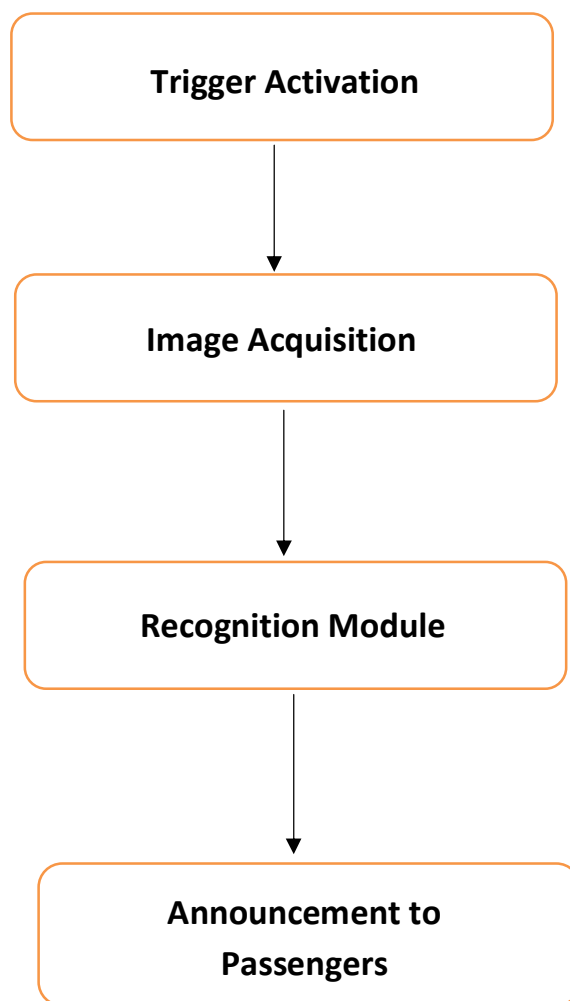 Trigger Activation
Image Acquisition
Recognition Module
Announcement to
Passengers